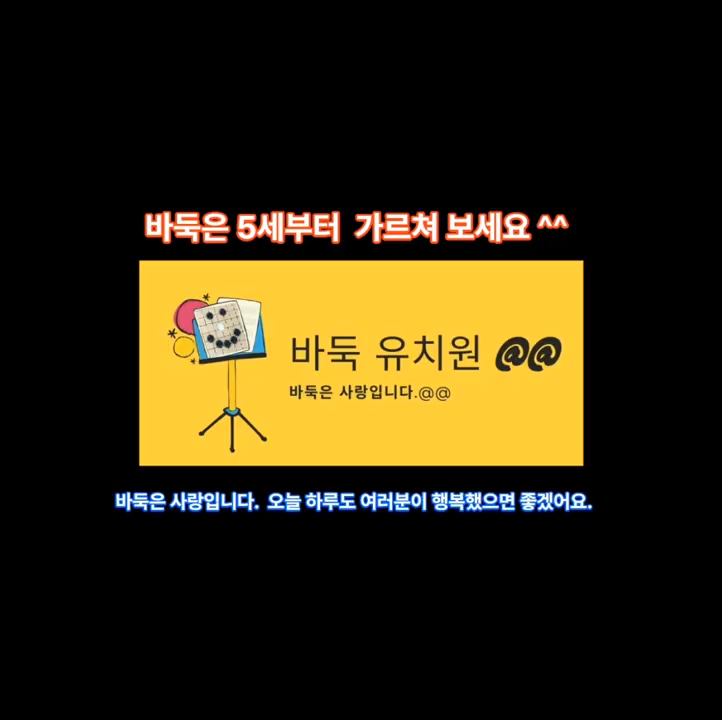 바둑은 5세부터  가르쳐 보세요 ^^
바둑 유치원 @@
바둑은 사랑입니다.@@
바둑은 사랑입니다.  오늘 하루도 여러분이 행복했으면 좋겠어요.